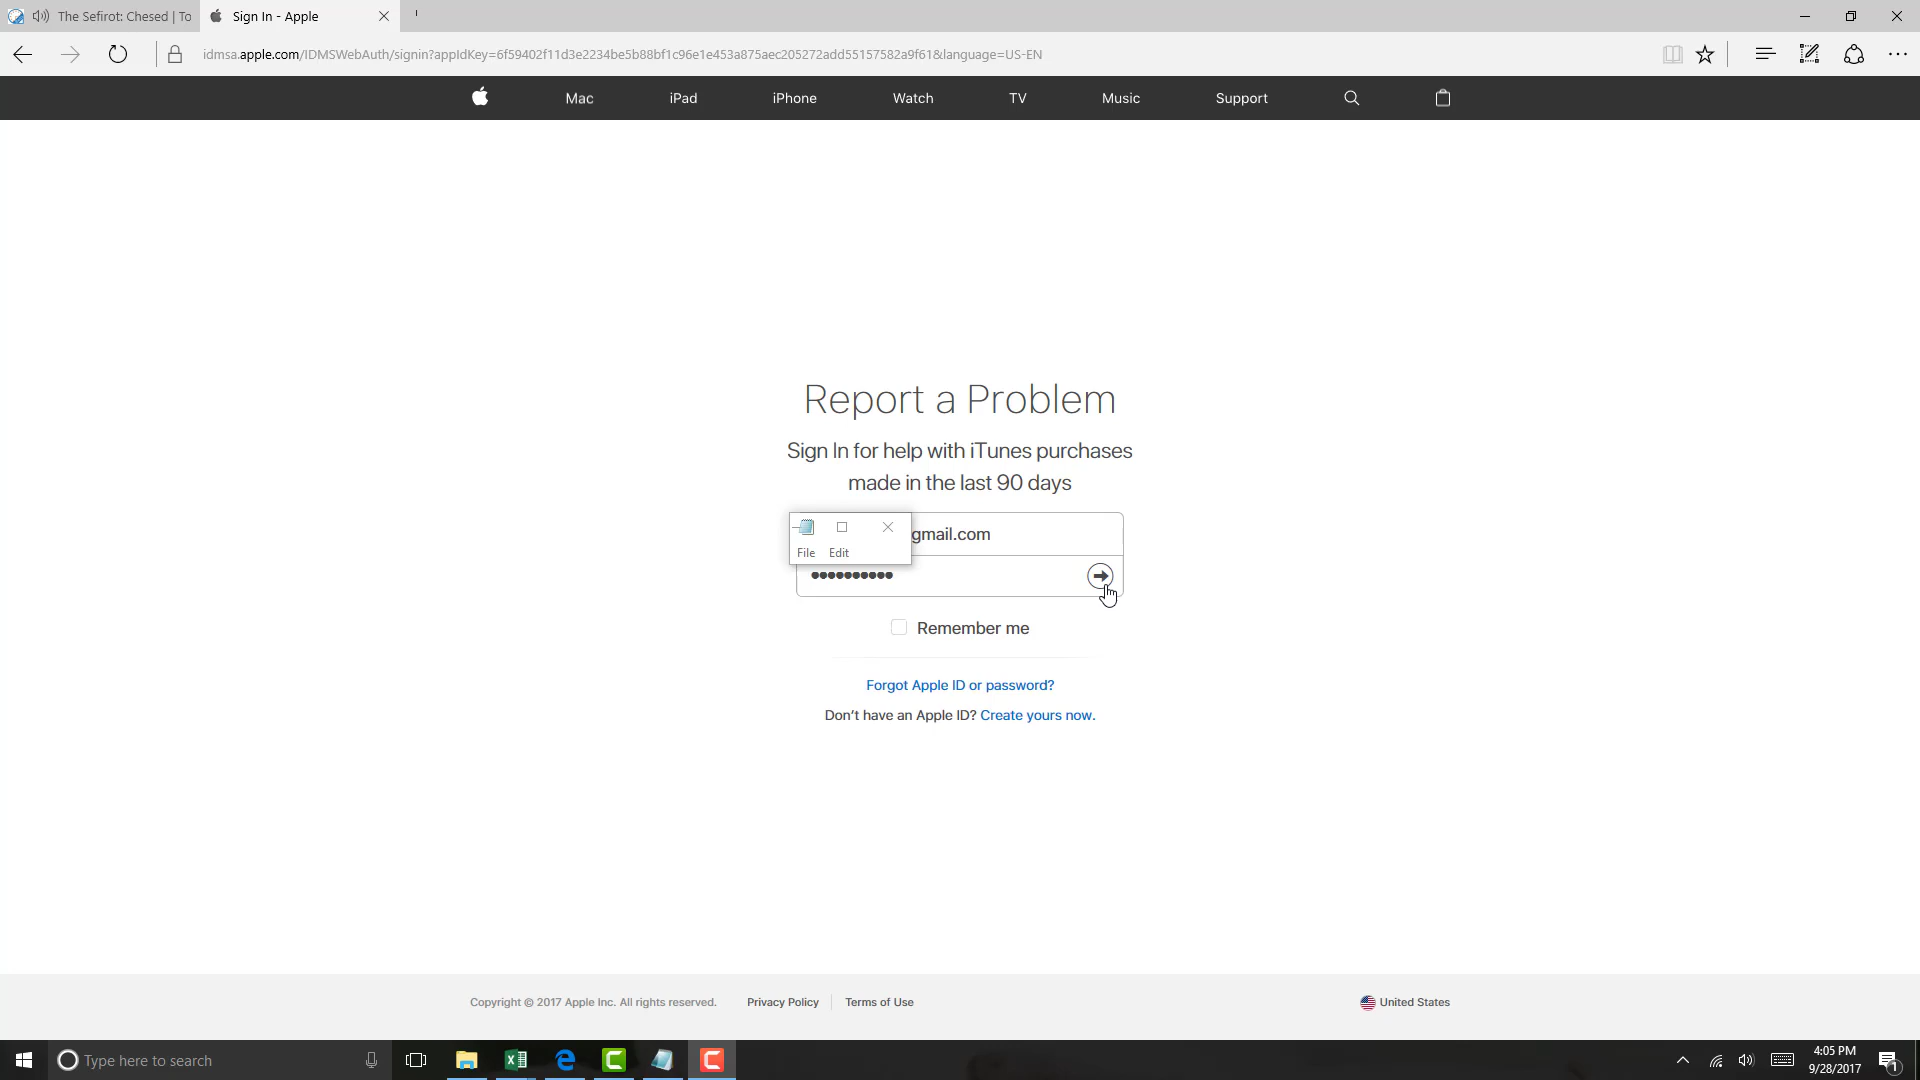 The Sefirot: Chesed | To
Sign In - Apple
idmsa.apple.com/IDMSWebAuth/signin?appIdKey=6f59402f11d3e2234be5b88bf1c96e1e453a875aec205272add55157582a9f61&language=US-EN
Mac iPad iPhone Watch TV Music Support
Report a Problem
Sign In for help with iTunes purchases
made in the last 90 days
gmail.com
File Edit
Remember me
Forgot Apple ID or password?
Don't have an Apple ID? Create yours now.
Copyright © 2017 Apple Inc. All rights reserved. Privacy Policy Terms of Use United States
Type here to search
4:05 PM
9/28/2017
1